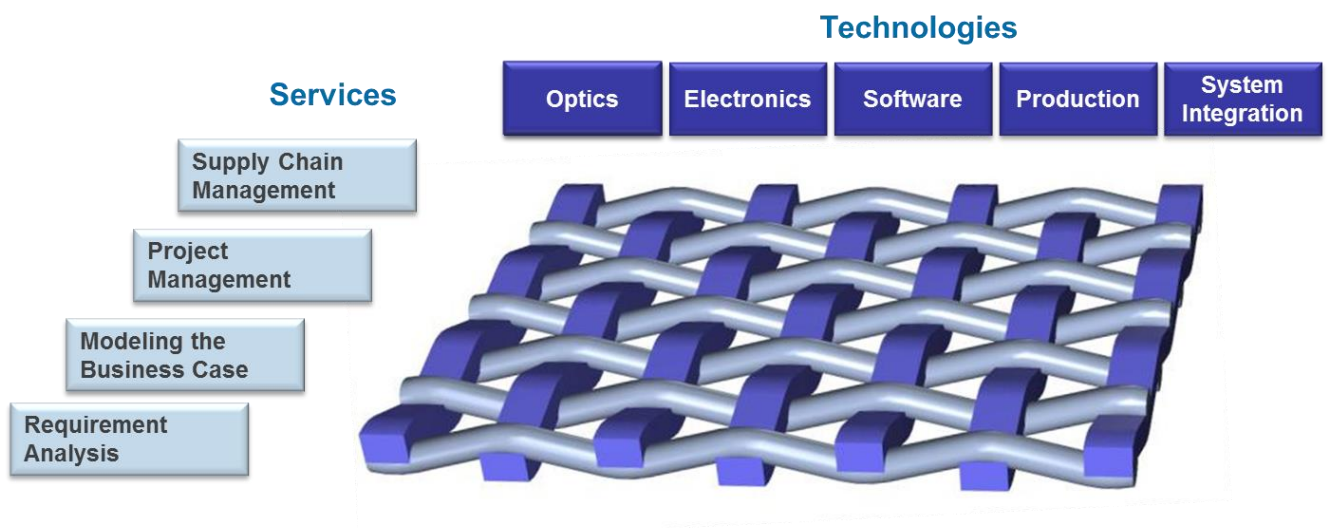 Technologies
Services
Optics
Electronics
Software
Production
System
Integration
Supply Chain
Management
Project
Management
Modeling the
Business Case
Requirement
Analysis